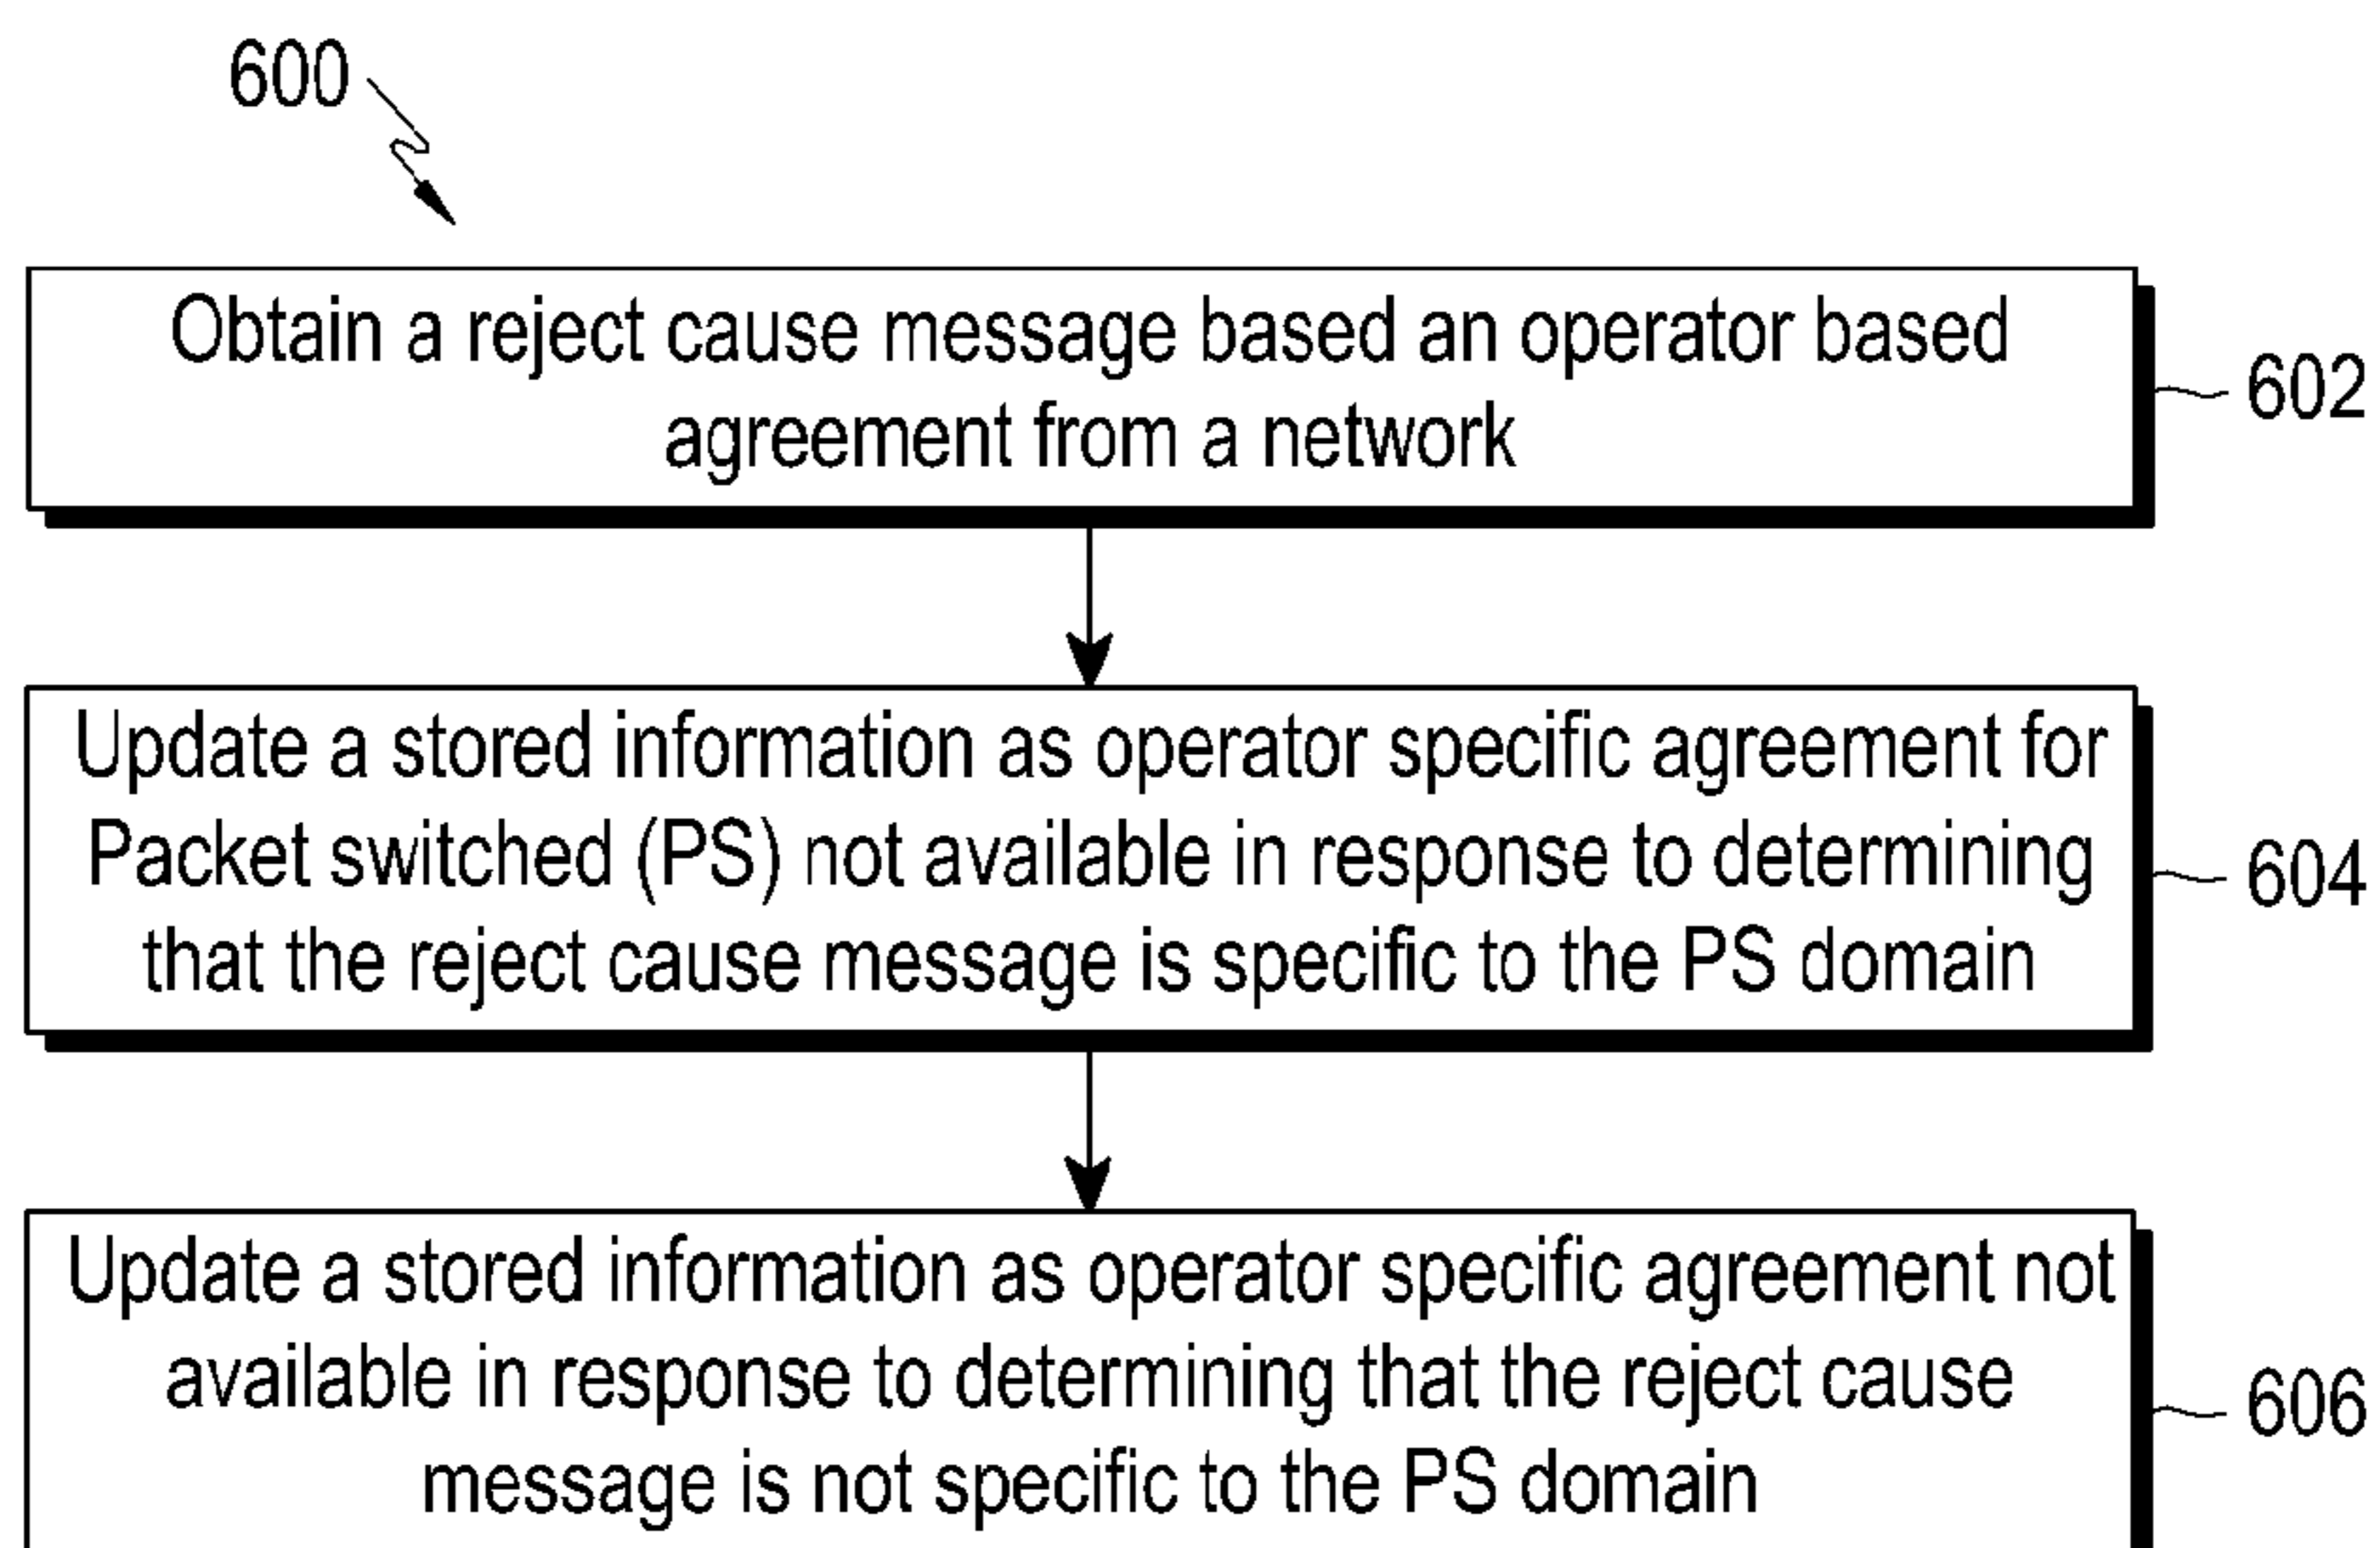 600
Obtain a reject cause message based an operator based
agreement from a network
602
Update a stored information as operator specific agreement for
Packet switched (PS) not available in response to determining
that the reject cause message is specific to the PS domain
604
Update a stored information as operator specific agreement not
available in response to determining that the reject cause
message is not specific to the PS domain
606